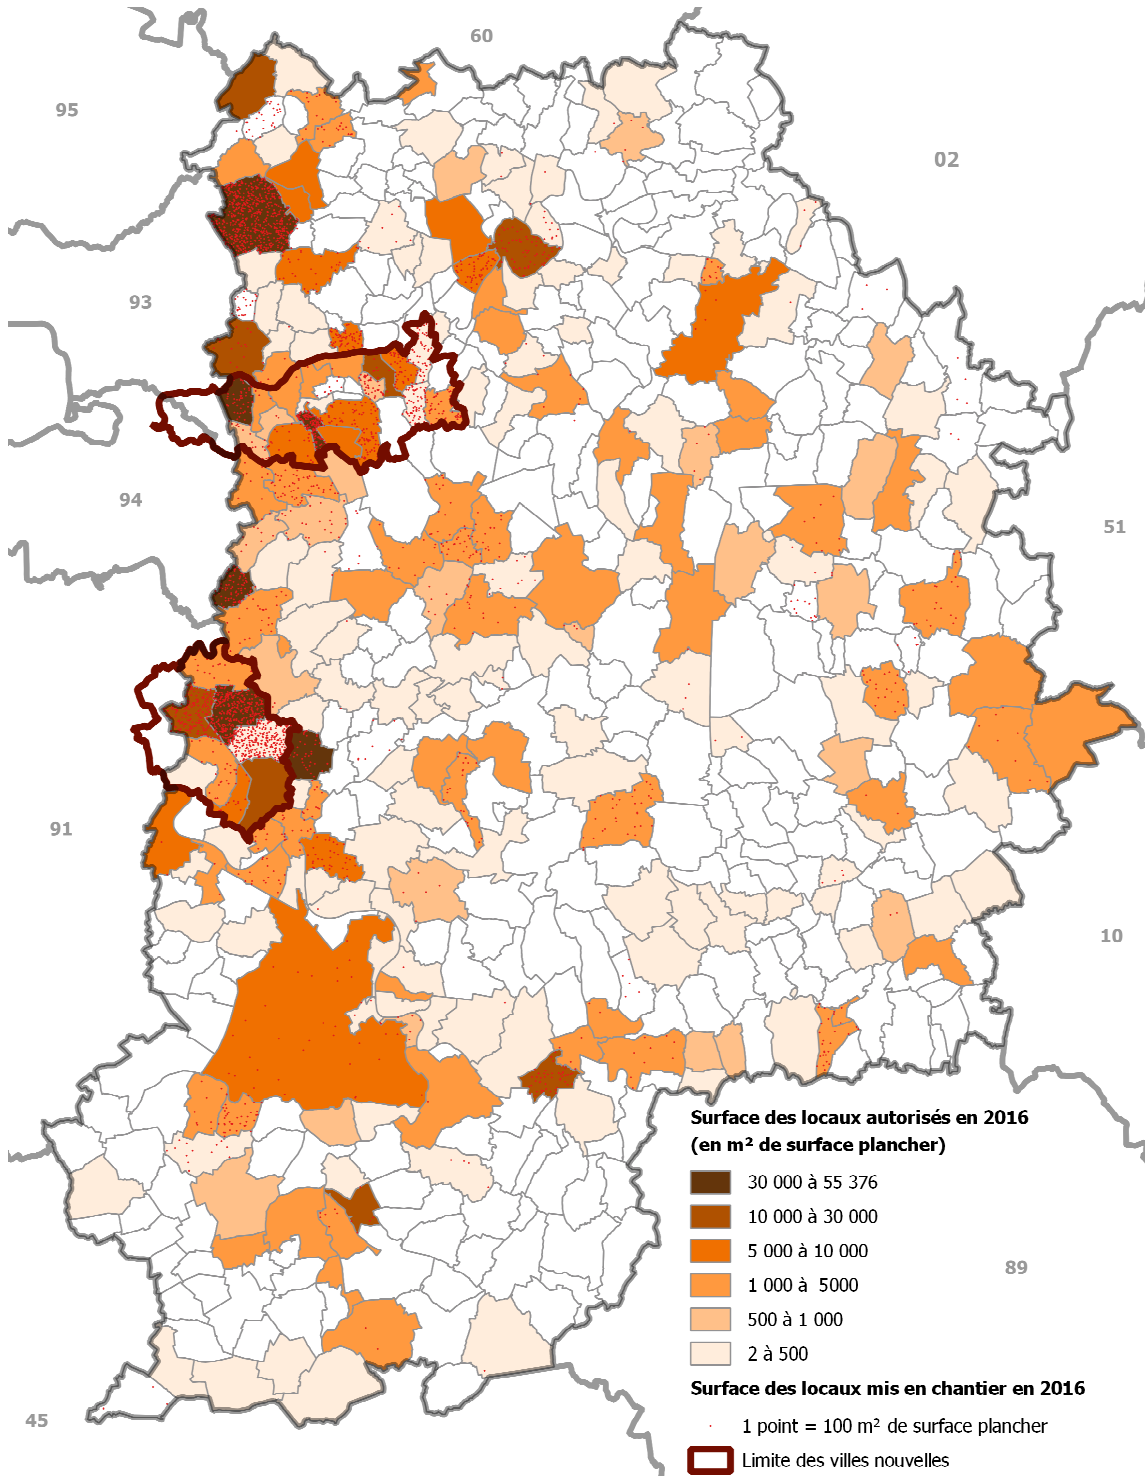 60
95
02
93
94
51
91
10
89
45
Surface des locaux autorisés en 2016
(en m² de surface plancher)
30 000 à 55 376
10 000 à 30 000
5 000 à 10 000
1 000 à 5000
500 à 1 000
2 à 500
Surface des locaux mis en chantier en 2016
1 point = 100 m² de surface plancher
Limite des villes nouvelles